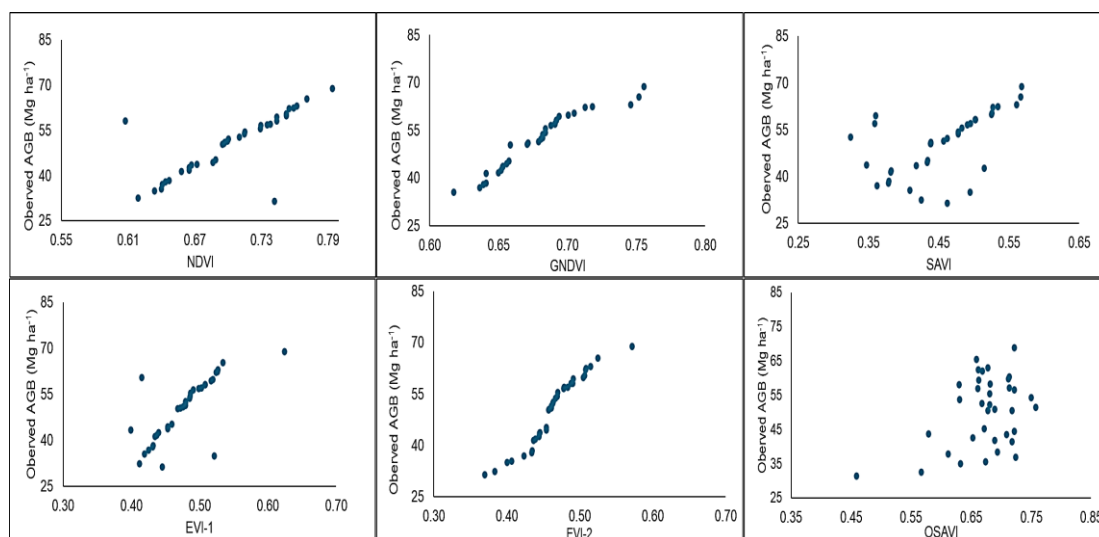 85
70
55
40
25
Oberved AGB (Mg ha⁻¹)
0.55 0.61 0.67 0.73 0.79
NDVI
85
70
55
40
25
Oberved AGB (Mg ha⁻¹)
0.60 0.65 0.70 0.75 0.80
GNDVI
85
70
55
40
25
Oberved AGB (Mg ha⁻¹)
0.25 0.35 0.45 0.55 0.65
SAVI
85
70
55
40
25
Oberved AGB (Mg ha⁻¹)
0.30 0.40 0.50 0.60 0.70
EVI-1
85
70
55
40
25
Oberved AGB (Mg ha⁻¹)
0.30 0.40 0.50 0.60 0.70
EVI-2
85
75
65
55
45
35
25
Oberved AGB (Mg ha⁻¹)
0.45 0.55 0.65 0.75 0.85
OSAVI